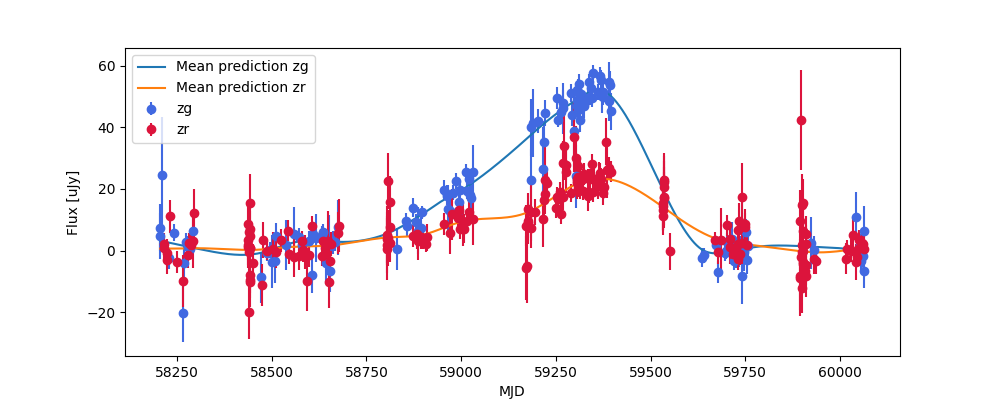 Mean prediction zg
Mean prediction zr
zg
zr
Flux [uJy]
60
40
20
0
−20
58250 58500 58750 59000 59250 59500 59750 60000
MJD